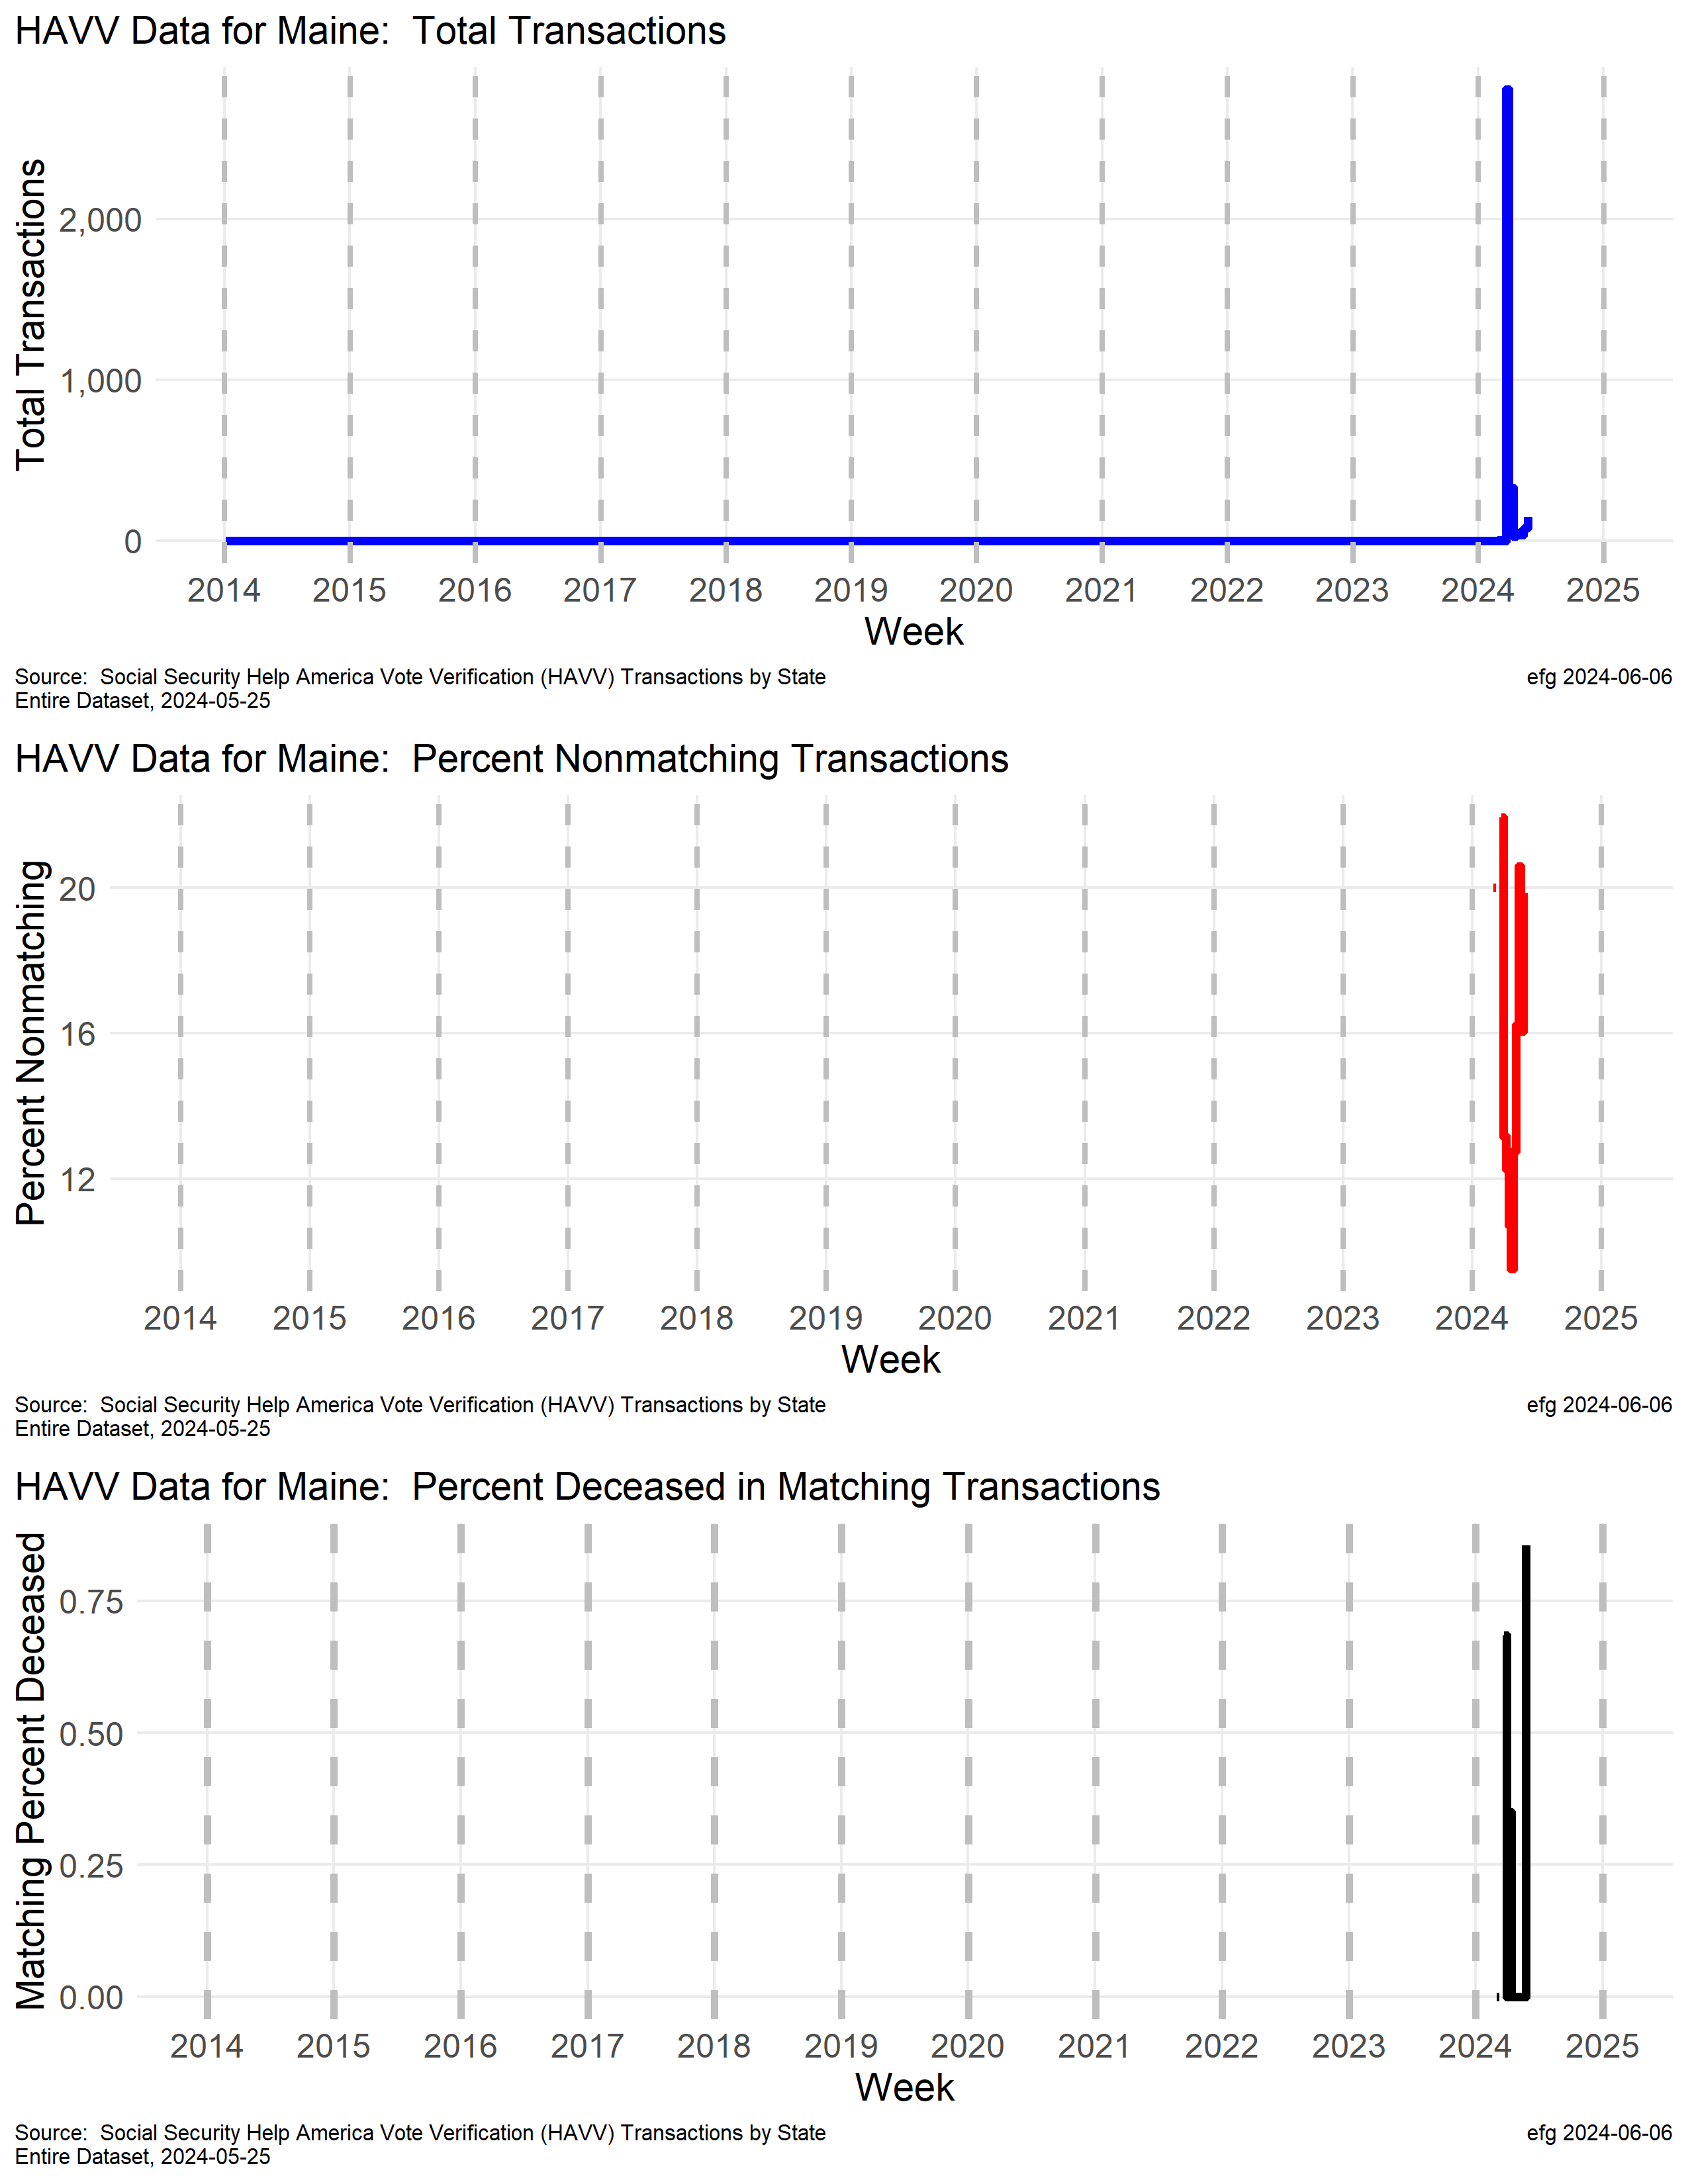 HAVV Data for Maine:  Total Transactions
Total Transactions
2,000
1,000
0
2014 2015 2016 2017 2018 2019 2020 2021 2022 2023 2024 2025
Week
Source:  Social Security Help America Vote Verification (HAVV) Transactions by State
Entire Dataset, 2024-05-25
efg 2024-06-06
HAVV Data for Maine:  Percent Nonmatching Transactions
Percent Nonmatching
20
16
12
2014 2015 2016 2017 2018 2019 2020 2021 2022 2023 2024 2025
Week
Source:  Social Security Help America Vote Verification (HAVV) Transactions by State
Entire Dataset, 2024-05-25
efg 2024-06-06
HAVV Data for Maine:  Percent Deceased in Matching Transactions
Matching Percent Deceased
0.75
0.50
0.25
0.00
2014 2015 2016 2017 2018 2019 2020 2021 2022 2023 2024 2025
Week
Source:  Social Security Help America Vote Verification (HAVV) Transactions by State
Entire Dataset, 2024-05-25
efg 2024-06-06